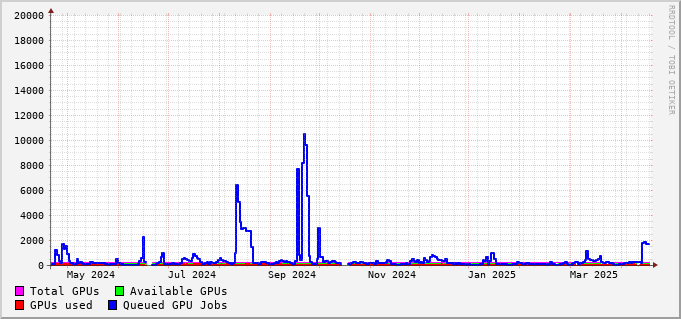 RRDTOOL / TOBI OETIKER
20000
18000
16000
14000
12000
10000
8000
6000
4000
2000
0
May 2024 Jul 2024 Sep 2024 Nov 2024 Jan 2025 Mar 2025
Total GPUs Available GPUs
GPUs used Queued GPU Jobs